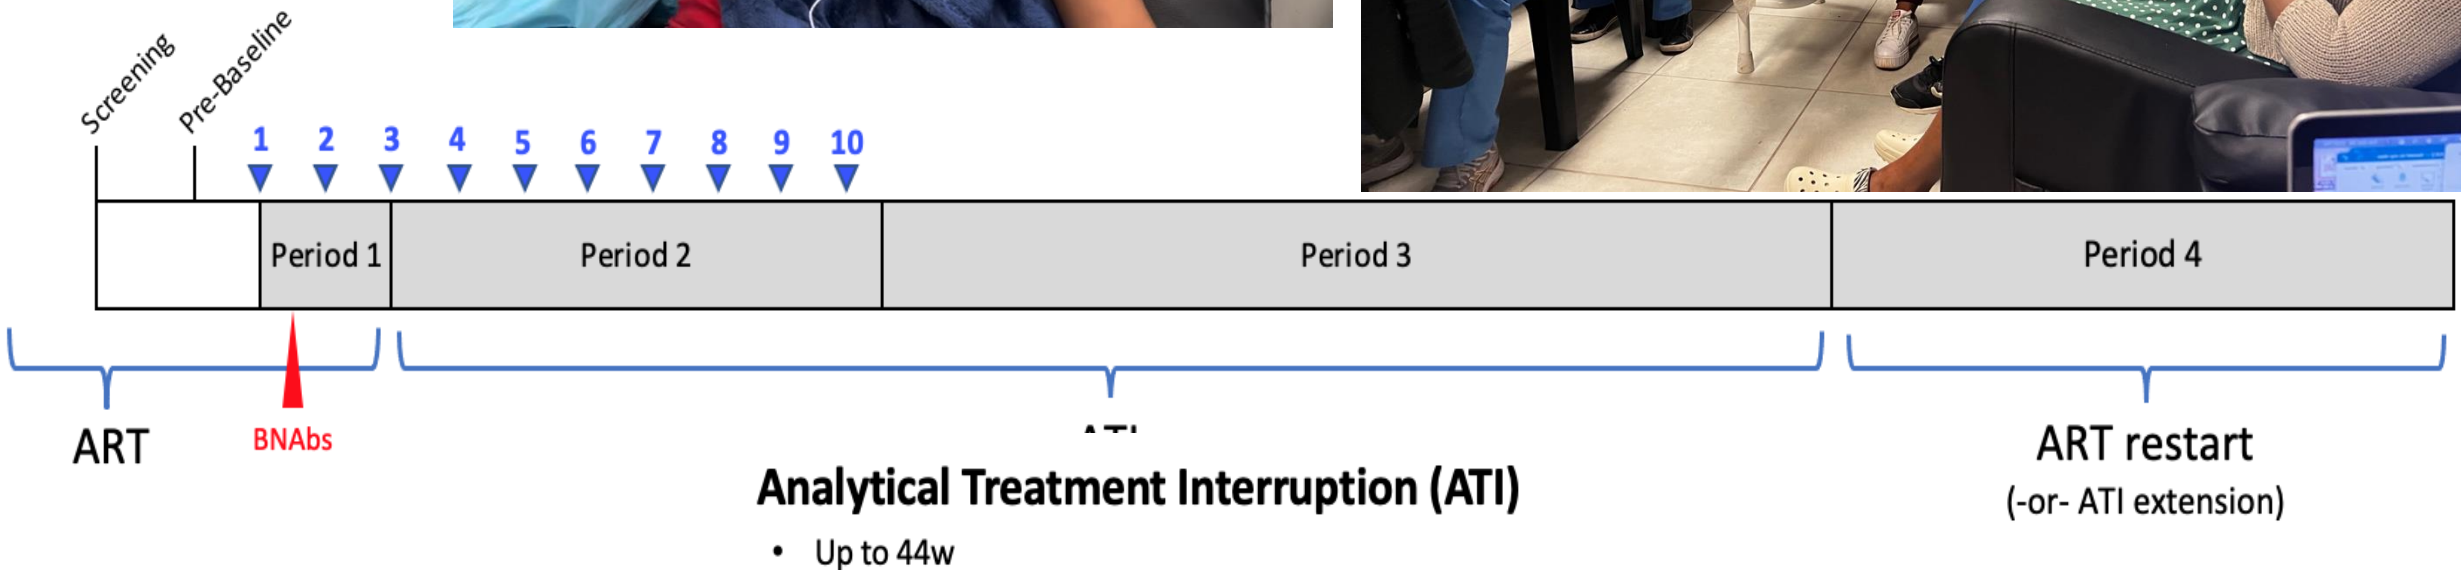 Screening
Pre-Baseline
1 2 3 4 5 6 7 8 9 10
Period 1 Period 2 Period 3 Period 4
ART
BNAbs
ART restart
(-or- ATI extension)
Analytical Treatment Interruption (ATI)
• Up to 44w